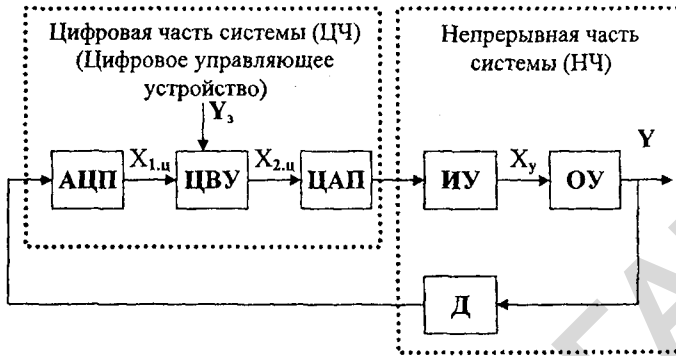 Цифровая часть системы (ЦЧ)
(Цифровое управляющее
устройство)
Непрерывная часть
системы (НЧ)
Yз
Y
X1.ц
X2.ц
Xу
АЦП
ЦВУ
ЦАП
ИУ
ОУ
Д